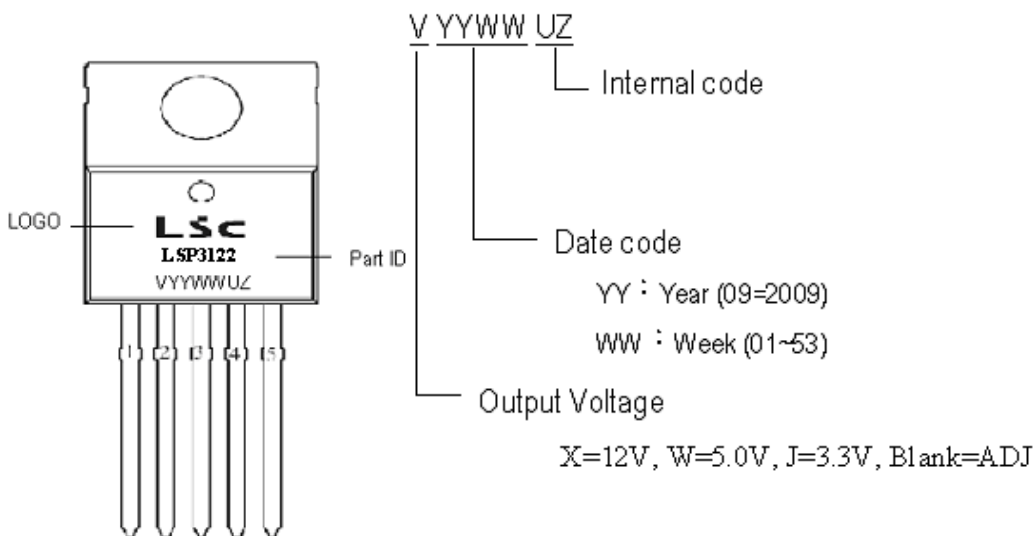 V YYWW UZ
Internal code
LOGO
LSC
LSP3122
Part ID
VYYWWUZ
Date code
YY : Year (09=2009)
WW : Week (01~53)
1 2 3 4 5
Output Voltage
X=12V, W=5.0V, J=3.3V, Blank=ADJ